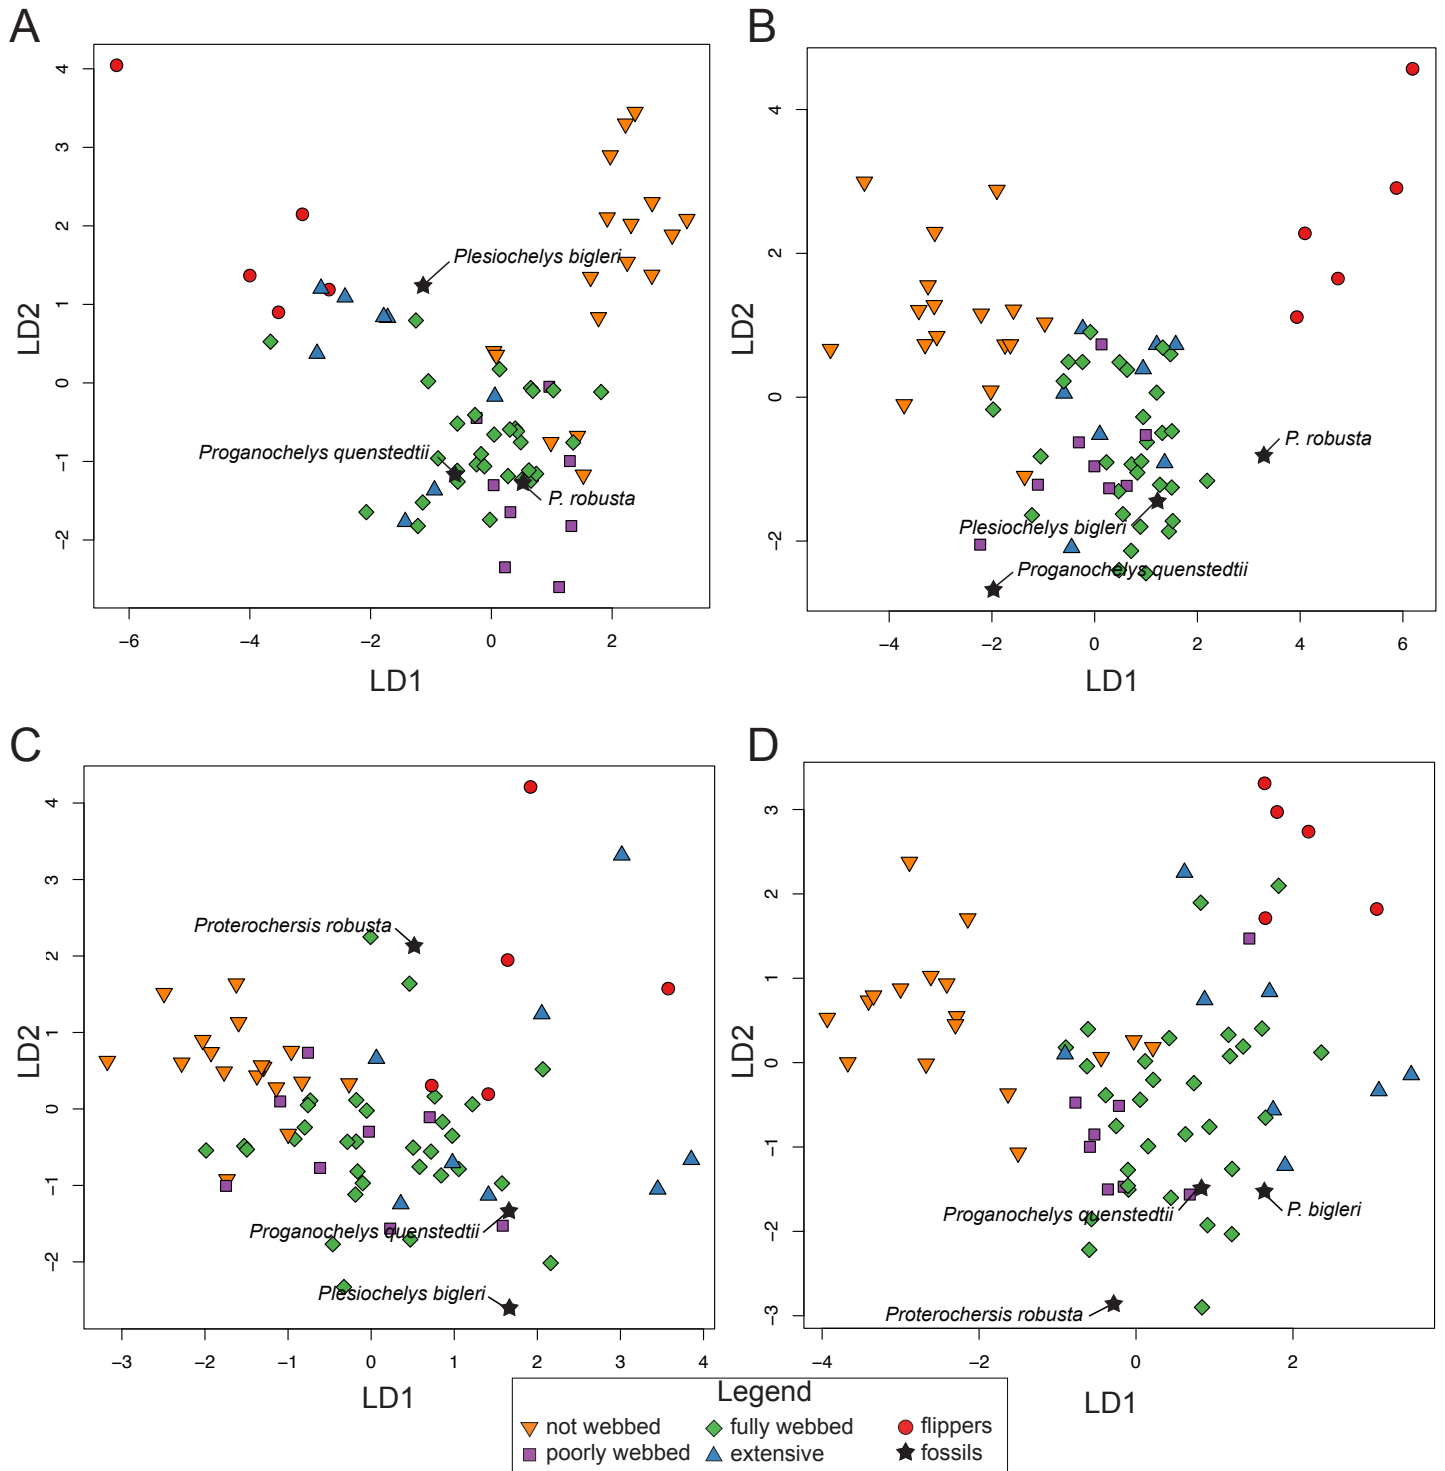 A
B
4
3
2
1
0
−1
−2
LD2
Plesiochelys bigleri
Proganochelys quenstedtii
P. robusta
−6
−4
−2
0
2
LD1
4
2
0
−2
LD2
P. robusta
Plesiochelys bigleri
Proganochelys quenstedtii
−4
−2
0
2
4
6
LD1
C
D
4
3
2
1
0
−1
−2
LD2
Proterochersis robusta
Proganochelys quenstedtii
Plesiochelys bigleri
−3
−2
−1
0
1
2
3
4
LD1
3
2
1
0
−1
−2
−3
LD2
Proganochelys quenstedtii
P. bigleri
Proterochersis robusta
−4
−2
0
2
LD1
Legend
not webbed
fully webbed
flippers
poorly webbed
extensive
fossils